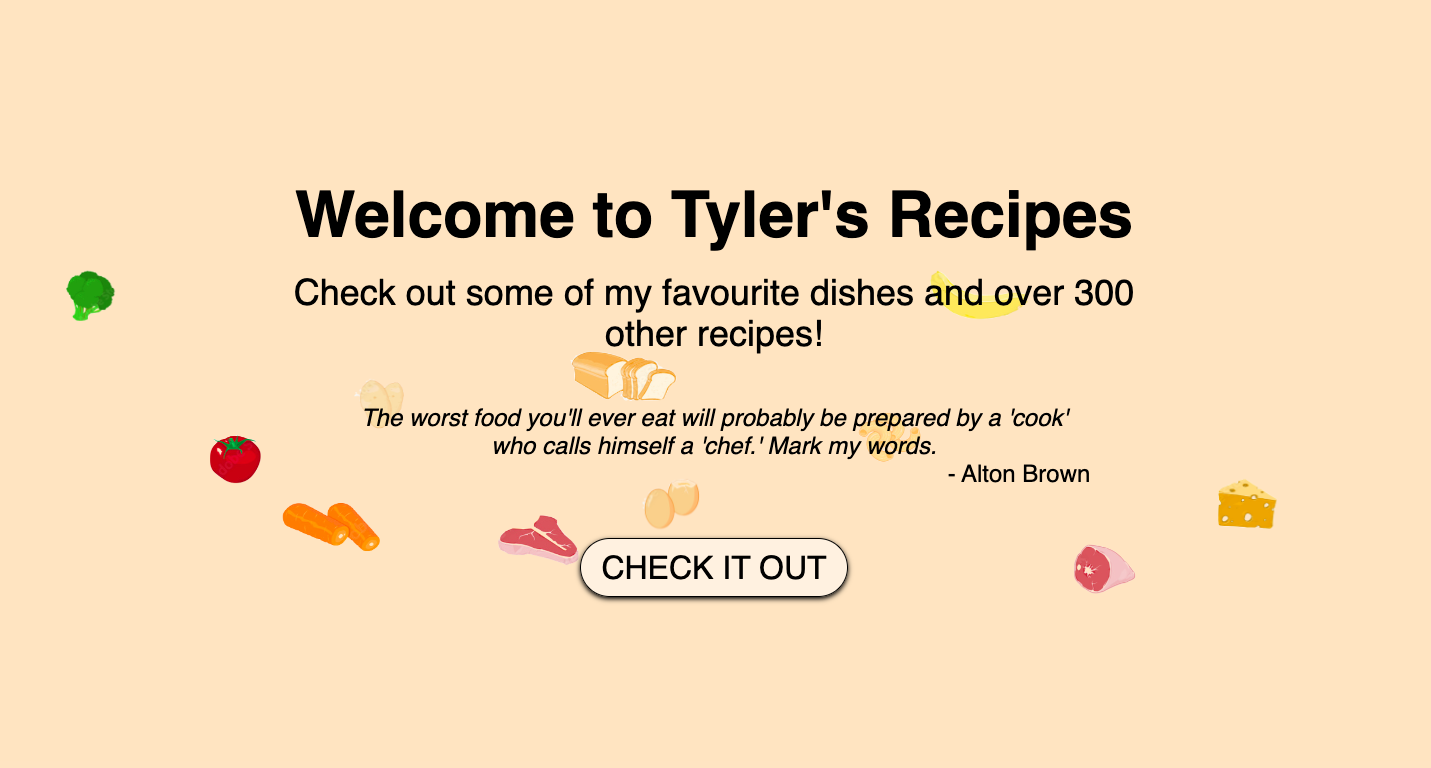 Welcome to Tyler's Recipes
Check out some of my favourite dishes and over 300
other recipes!
The worst food you'll ever eat will probably be prepared by a 'cook'
who calls himself a 'chef.' Mark my words.
- Alton Brown
CHECK IT OUT